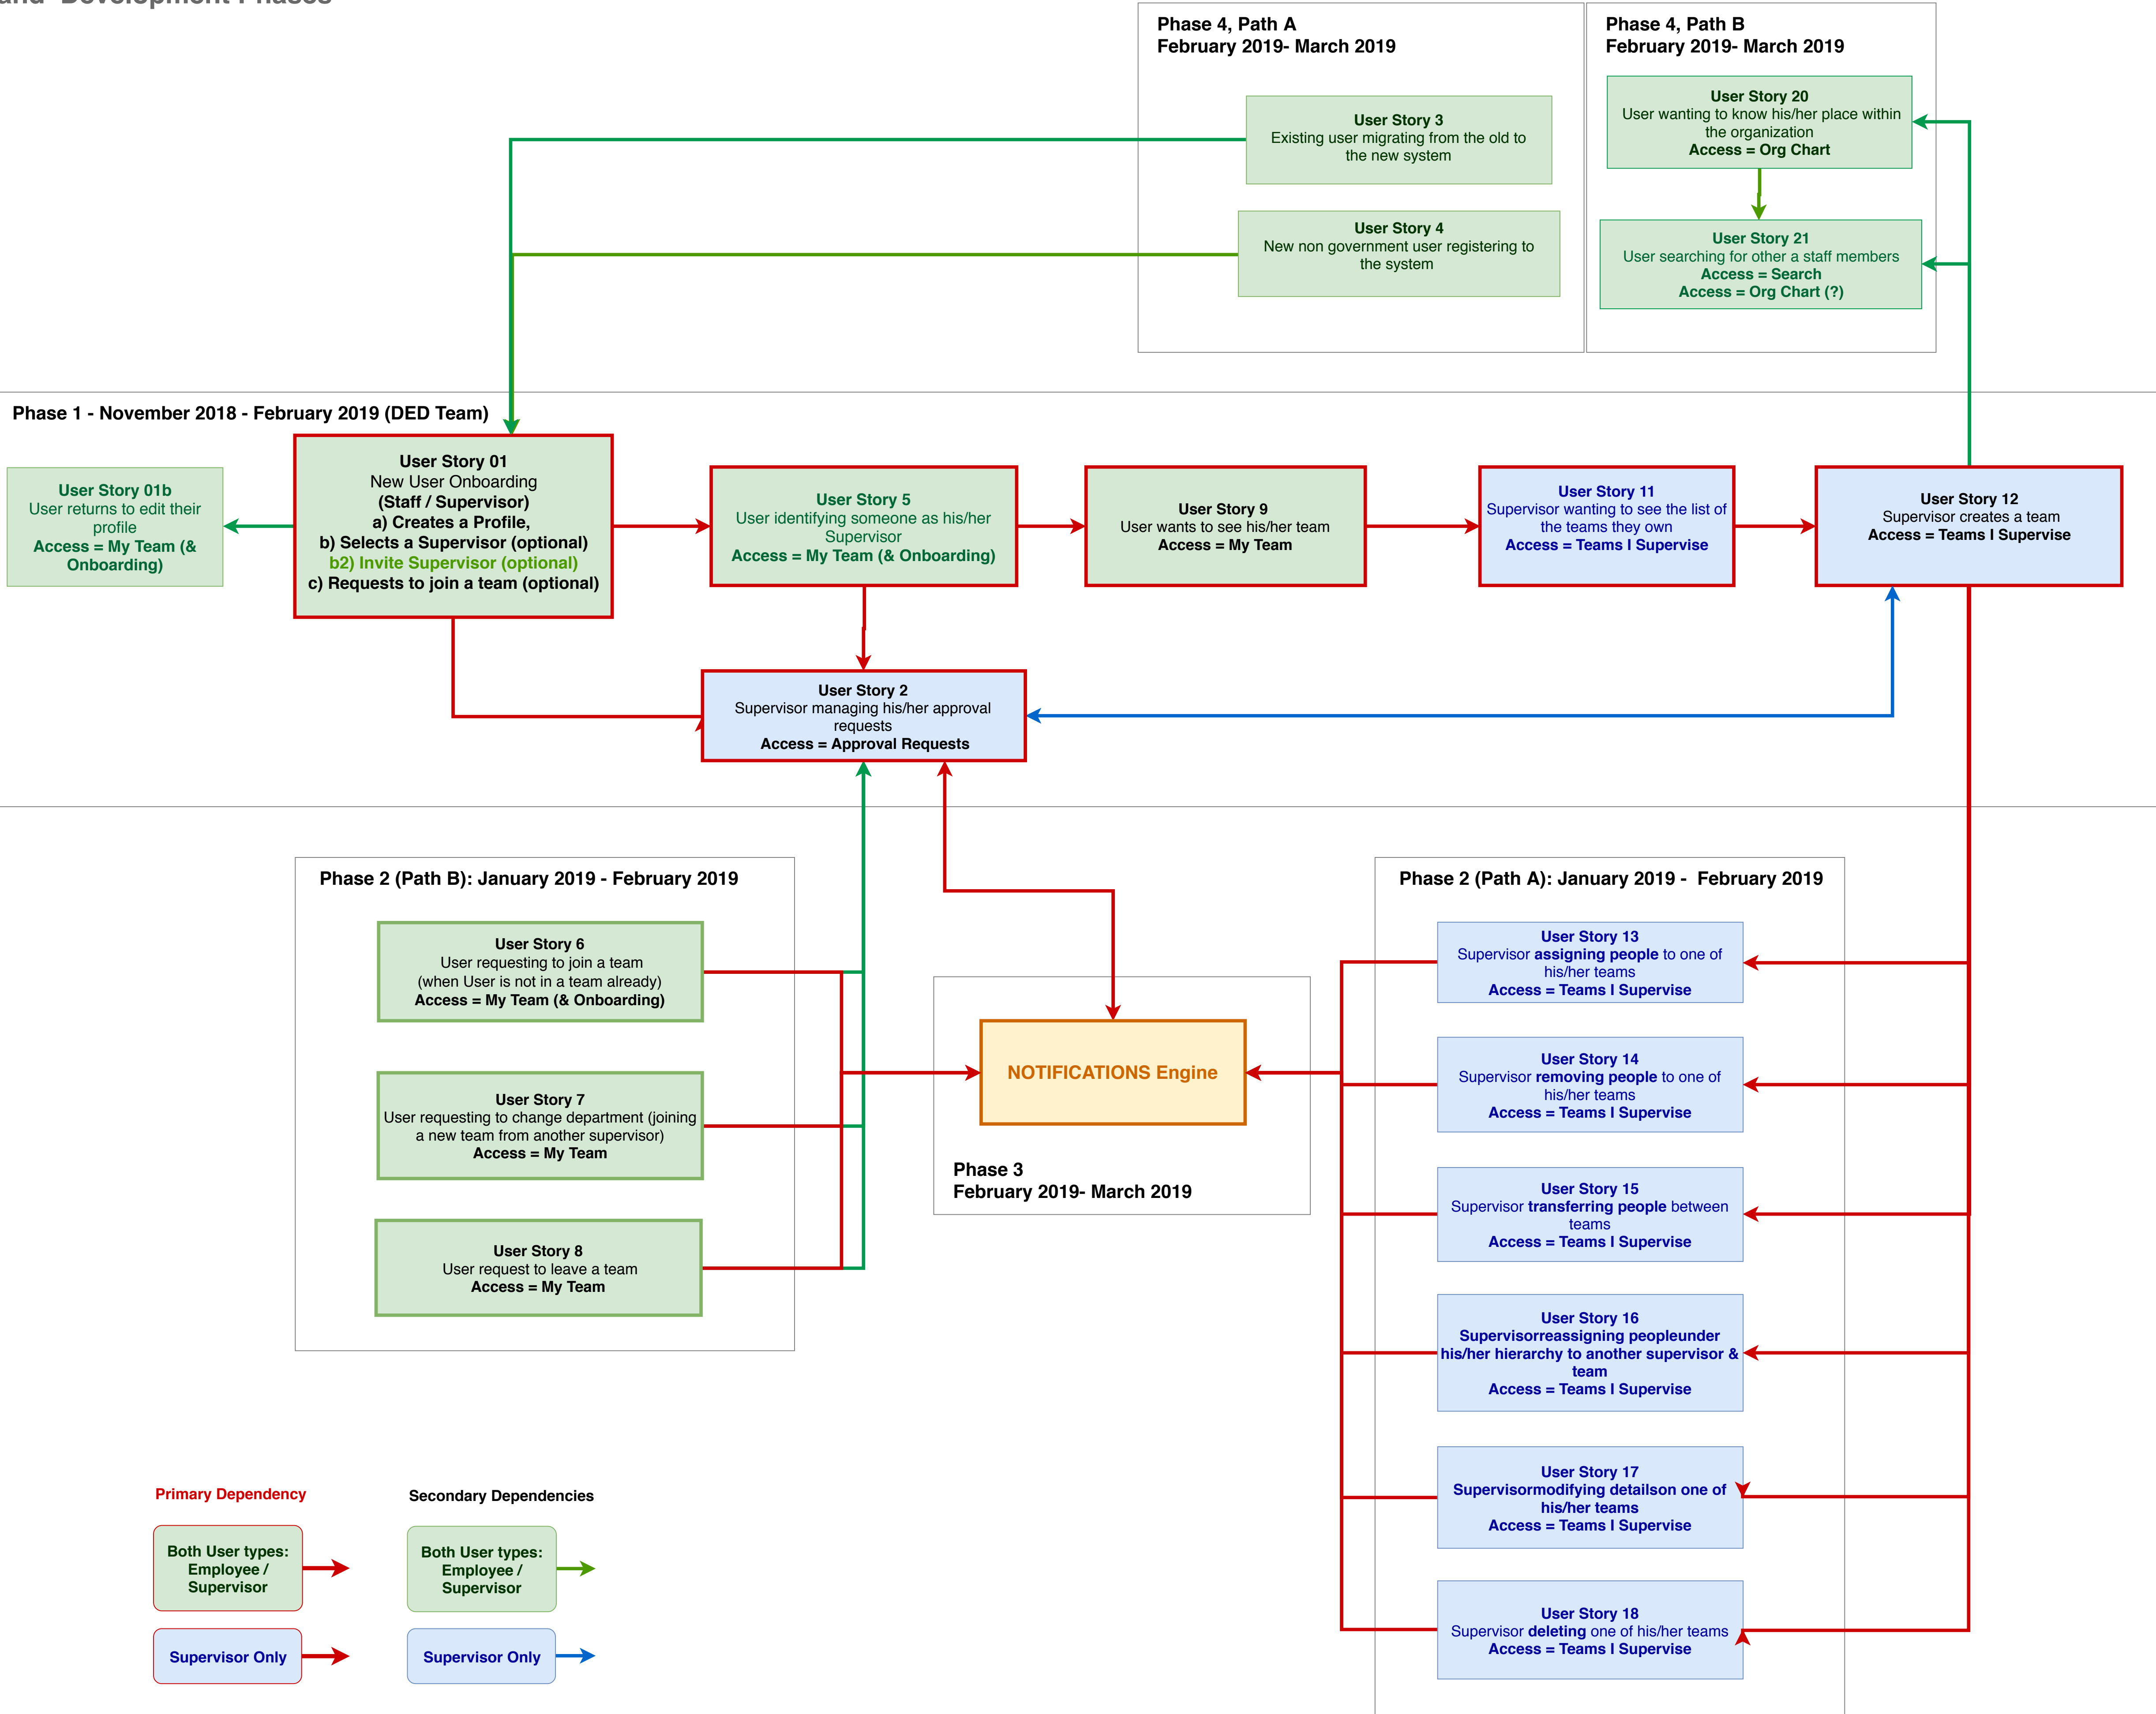 and Development Phases
Phase 4, Path A
February 2019- March 2019
User Story 3
Existing user migrating from the old to
the new system
User Story 4
New non government user registering to
the system
Phase 4, Path B
February 2019- March 2019
User Story 20
User wanting to know his/her place within
the organization
Access = Org Chart
User Story 21
User searching for other a staff members
Access = Search
Access = Org Chart (?)
Phase 1 - November 2018 - February 2019 (DED Team)
User Story 01b
User returns to edit their
profile
Access = My Team (&
Onboarding)
User Story 01
New User Onboarding
(Staff / Supervisor)
a) Creates a Profile,
b) Selects a Supervisor (optional)
b2) Invite Supervisor (optional)
c) Requests to join a team (optional)
User Story 5
User identifying someone as his/her
Supervisor
Access = My Team (& Onboarding)
User Story 9
User wants to see his/her team
Access = My Team
User Story 11
Supervisor wanting to see the list of
the teams they own
Access = Teams I Supervise
User Story 12
Supervisor creates a team
Access = Teams I Supervise
User Story 2
Supervisor managing his/her approval
requests
Access = Approval Requests
Phase 2 (Path B): January 2019 - February 2019
User Story 6
User requesting to join a team
(when User is not in a team already)
Access = My Team (& Onboarding)
User Story 7
User requesting to change department (joining
a new team from another supervisor)
Access = My Team
User Story 8
User request to leave a team
Access = My Team
NOTIFICATIONS Engine
Phase 3
February 2019- March 2019
Phase 2 (Path A): January 2019 - February 2019
User Story 13
Supervisor assigning people to one of
his/her teams
Access = Teams I Supervise
User Story 14
Supervisor removing people to one of
his/her teams
Access = Teams I Supervise
User Story 15
Supervisor transferring people between
teams
Access = Teams I Supervise
User Story 16
Supervisorreassigning peopleunder
his/her hierarchy to another supervisor &
team
Access = Teams I Supervise
User Story 17
Supervisormodifying detailson one of
his/her teams
Access = Teams I Supervise
User Story 18
Supervisor deleting one of his/her teams
Access = Teams I Supervise
Primary Dependency
Both User types:
Employee /
Supervisor
Supervisor Only
Secondary Dependencies
Both User types:
Employee /
Supervisor
Supervisor Only